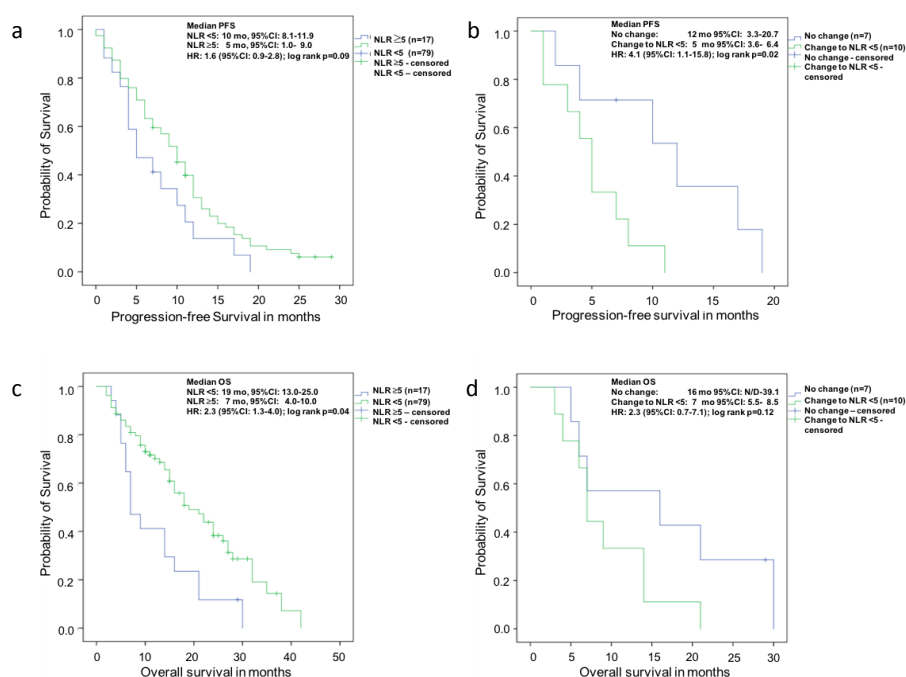 a
Median PFS
NLR <5: 10 mo, 95%CI: 8.1-11.9
NLR ≥5: 5 mo, 95%CI: 1.0- 9.0
HR: 1.6 (95%CI: 0.9-2.8); log rank p=0.09
NLR ≥5 (n=17)
NLR <5 (n=79)
NLR ≥5 - censored
NLR <5 – censored
Probability of Survival
1.0
0.8
0.6
0.4
0.2
0.0
0 10 20 30
Progression-free Survival in months
b
Median PFS
No change: 12 mo 95%CI: 3.3-20.7
Change to NLR <5: 5 mo 95%CI: 3.6- 6.4
HR: 4.1 (95%CI: 1.1-15.8); log rank p=0.02
No change (n=7)
Change to NLR <5 (n=10)
No change - censored
Change to NLR <5 -
censored
Probability of Survival
1.0
0.8
0.6
0.4
0.2
0.0
0 5 10 15 20
Progression-free Survival in months
c
Median OS
NLR <5: 19 mo, 95%CI: 13.0-25.0
NLR ≥5: 7 mo, 95%CI: 4.0-10.0
HR: 2.3 (95%CI: 1.3-4.0); log rank p=0.04
NLR ≥5 (n=17)
NLR <5 (n=79)
NLR ≥5 – censored
NLR <5 - censored
Probability of Survival
1.0
0.8
0.6
0.4
0.2
0.0
0 10 20 30 40 50
Overall survival in months
d
Median OS
No change: 16 mo 95%CI: N/D-39.1
Change to NLR <5: 7 mo 95%CI: 5.5- 8.5
HR: 2.3 (95%CI: 0.7-7.1); log rank p=0.12
No change (n=7)
Change to NLR <5 (n=10)
No change – censored
Change to NLR <5 -
censored
Probability of Survival
1.0
0.8
0.6
0.4
0.2
0.0
0 5 10 15 20 25 30
Overall survival in months